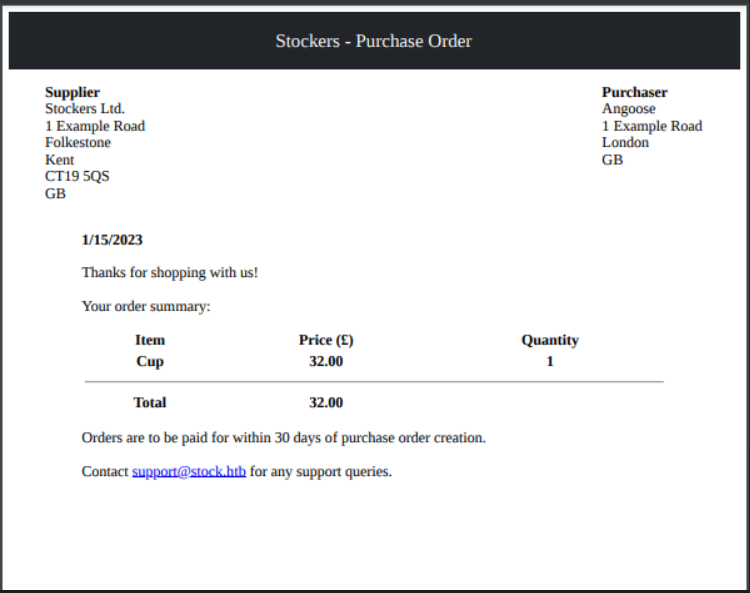 Stockers - Purchase Order
Supplier
Stockers Ltd.
1 Example Road
Folkestone
Kent
CT19 5QS
GB
Purchaser
Angoose
1 Example Road
London
GB
1/15/2023
Thanks for shopping with us!
Your order summary:
Item Price (£) Quantity
Cup 32.00 1
Total 32.00
Orders are to be paid for within 30 days of purchase order creation.
Contact support@stock.htb for any support queries.